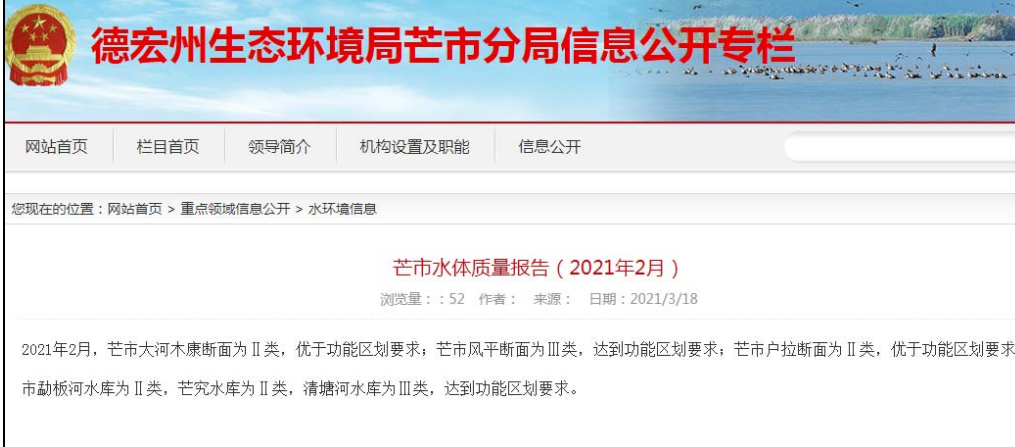 德宏州生态环境局芒市分局信息公开专栏
网站首页 栏目首页 领导简介 机构设置及职能 信息公开
您现在的位置：网站首页 > 重点领域信息公开 > 水环境信息
芒市水体质量报告（2021年2月）
浏览量：：52 作者： 来源： 日期：2021/3/18
2021年2月，芒市大河木康断面为Ⅱ类，优于功能区划要求；芒市风平断面为Ⅲ类，达到功能区划要求；芒市户拉断面为Ⅱ类，优于功能区划要求
市勐板河水库为Ⅱ类，芒究水库为Ⅱ类，清塘河水库为Ⅲ类，达到功能区划要求。